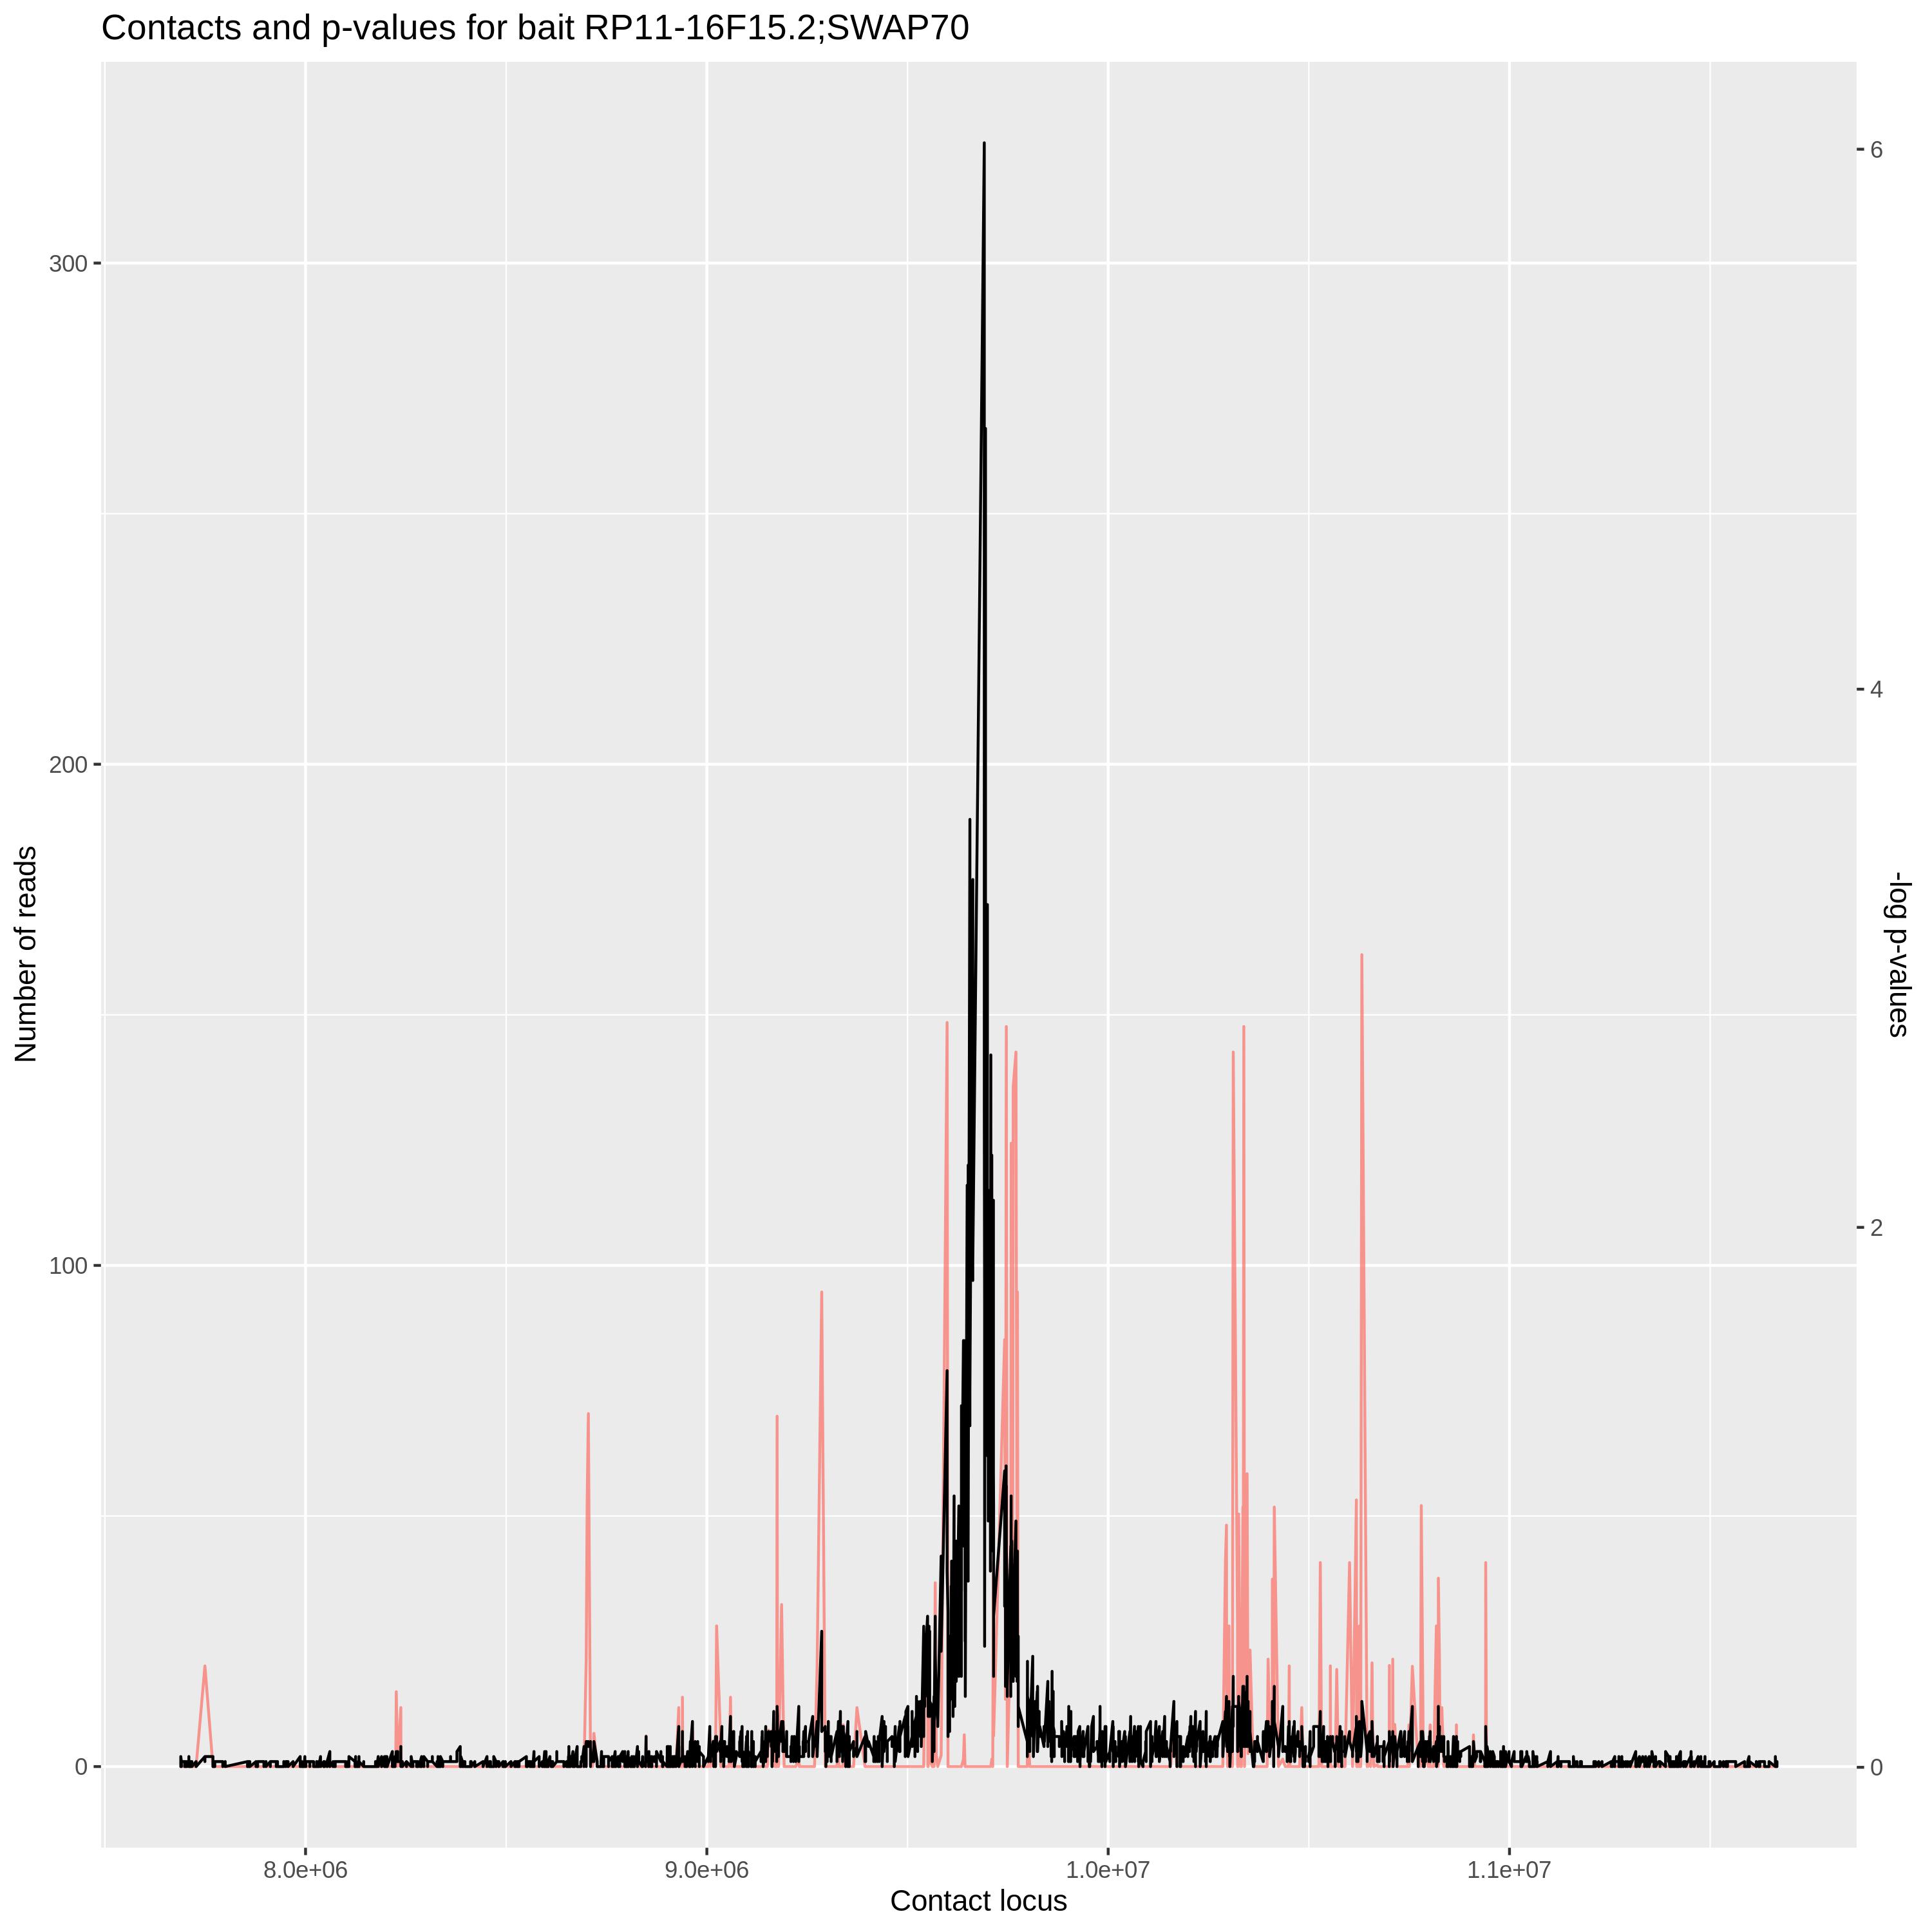 Contacts and p-values for bait RP11-16F15.2;SWAP70
Number of reads
300
200
100
0
6
4
2
0
-log p-values
8.0e+06
9.0e+06
1.0e+07
1.1e+07
Contact locus